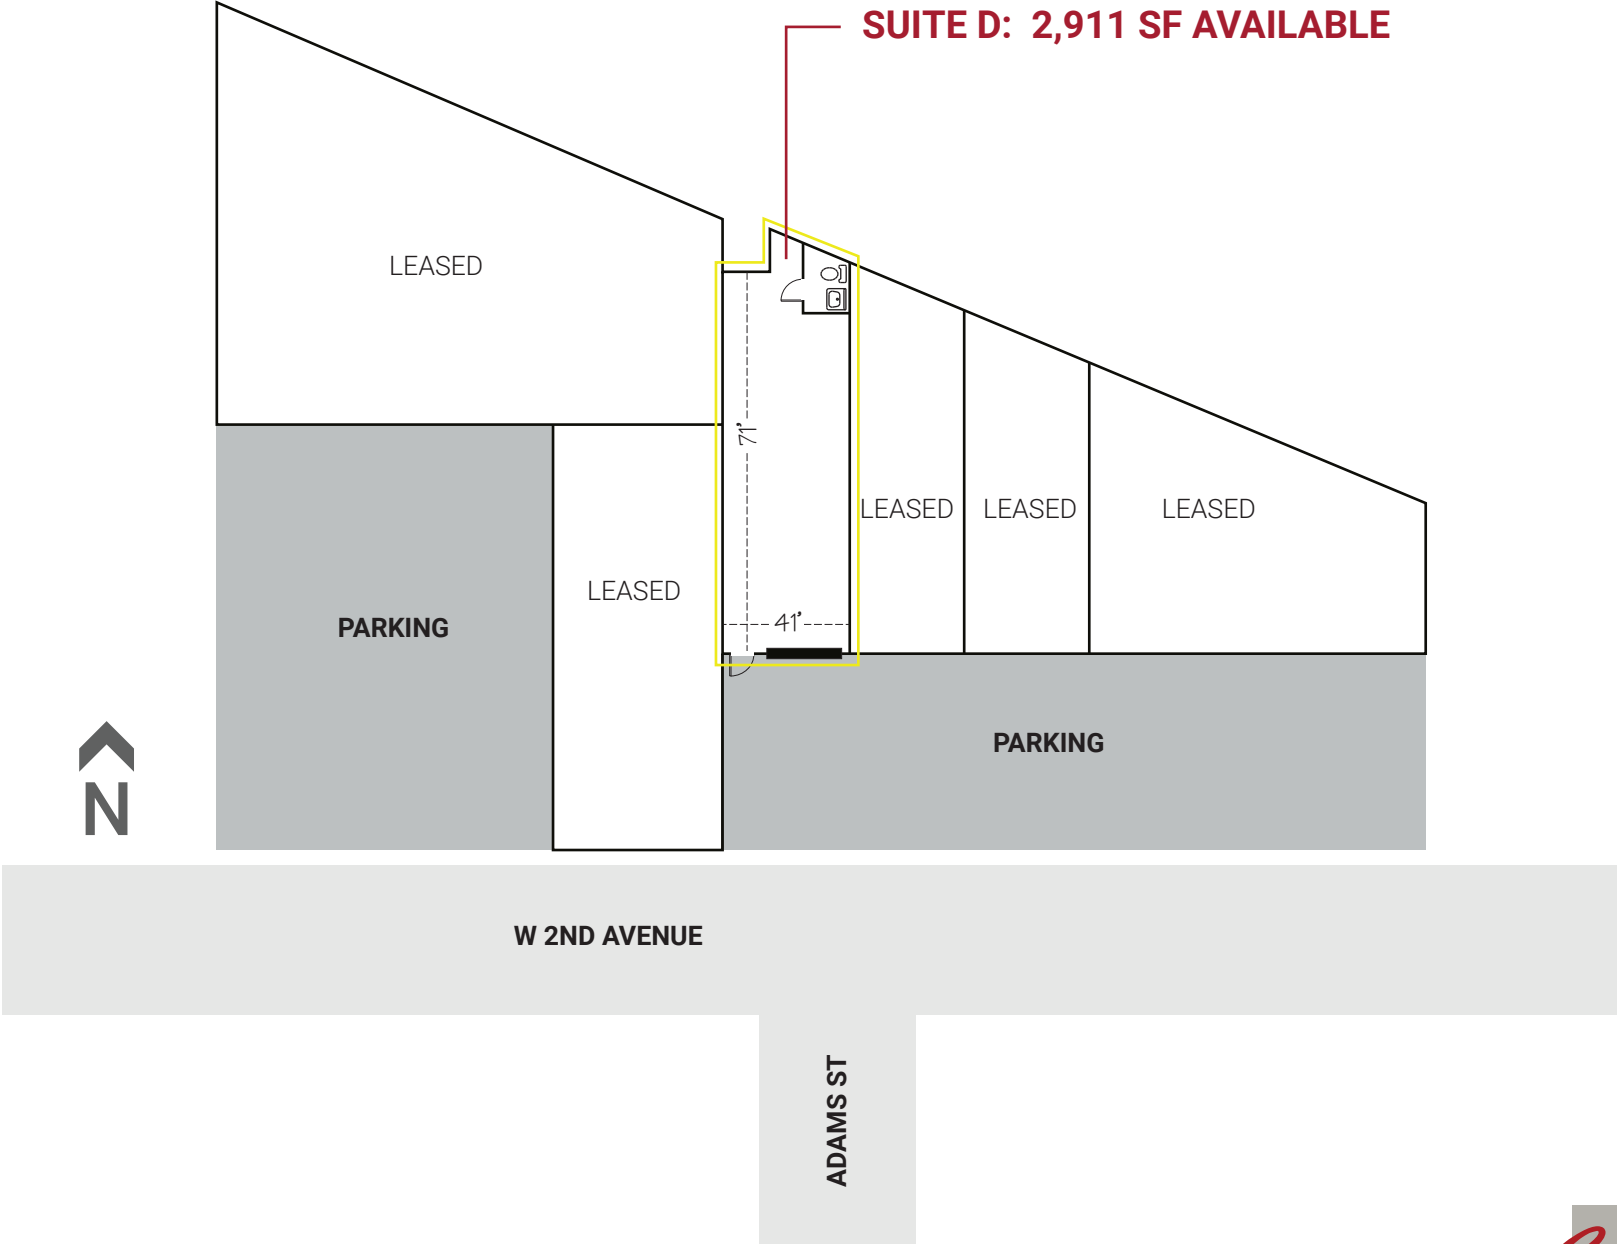 SUITE D: 2,911 SF AVAILABLE
LEASED
71’
LEASED
LEASED
LEASED
LEASED
41’
PARKING
PARKING
N
W 2ND AVENUE
ADAMS ST